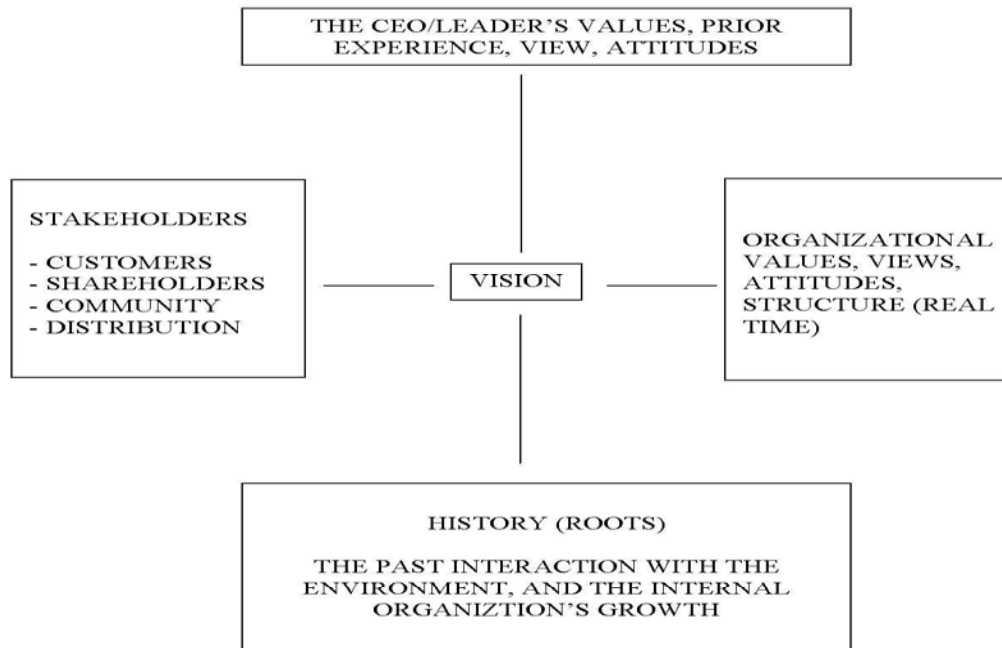 THE CEO/LEADER'S VALUES, PRIOR
EXPERIENCE, VIEW, ATTITUDES
STAKEHOLDERS
- CUSTOMERS
- SHAREHOLDERS
- COMMUNITY
- DISTRIBUTION
VISION
ORGANIZATIONAL
VALUES, VIEWS,
ATTITUDES,
STRUCTURE (REAL
TIME)
HISTORY (ROOTS)
THE PAST INTERACTION WITH THE
ENVIRONMENT, AND THE INTERNAL
ORGANIZTION'S GROWTH